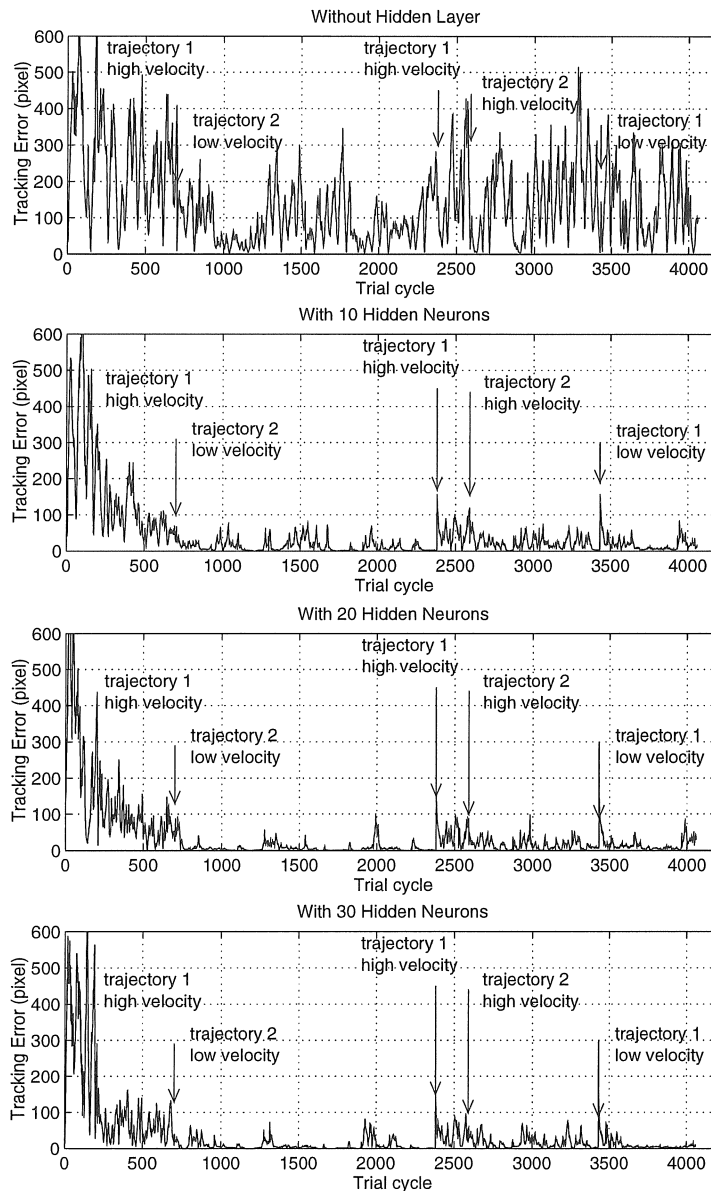 Without Hidden Layer
600
500
400
300
200
100
0
Tracking Error (pixel)
trajectory 1
high velocity
trajectory 2
low velocity
trajectory 1
high velocity
trajectory 2
high velocity
trajectory 1
low velocity
0 500 1000 1500 2000 2500 3000 3500 4000
Trial cycle
With 10 Hidden Neurons
600
500
400
300
200
100
0
Tracking Error (pixel)
trajectory 1
high velocity
trajectory 2
low velocity
trajectory 1
high velocity
trajectory 2
high velocity
trajectory 1
low velocity
0 500 1000 1500 2000 2500 3000 3500 4000
Trial cycle
With 20 Hidden Neurons
600
500
400
300
200
100
0
Tracking Error (pixel)
trajectory 1
high velocity
trajectory 2
low velocity
trajectory 1
high velocity
trajectory 2
high velocity
trajectory 1
low velocity
0 500 1000 1500 2000 2500 3000 3500 4000
Trial cycle
With 30 Hidden Neurons
600
500
400
300
200
100
0
Tracking Error (pixel)
trajectory 1
high velocity
trajectory 2
low velocity
trajectory 1
high velocity
trajectory 2
high velocity
trajectory 1
low velocity
0 500 1000 1500 2000 2500 3000 3500 4000
Trial cycle